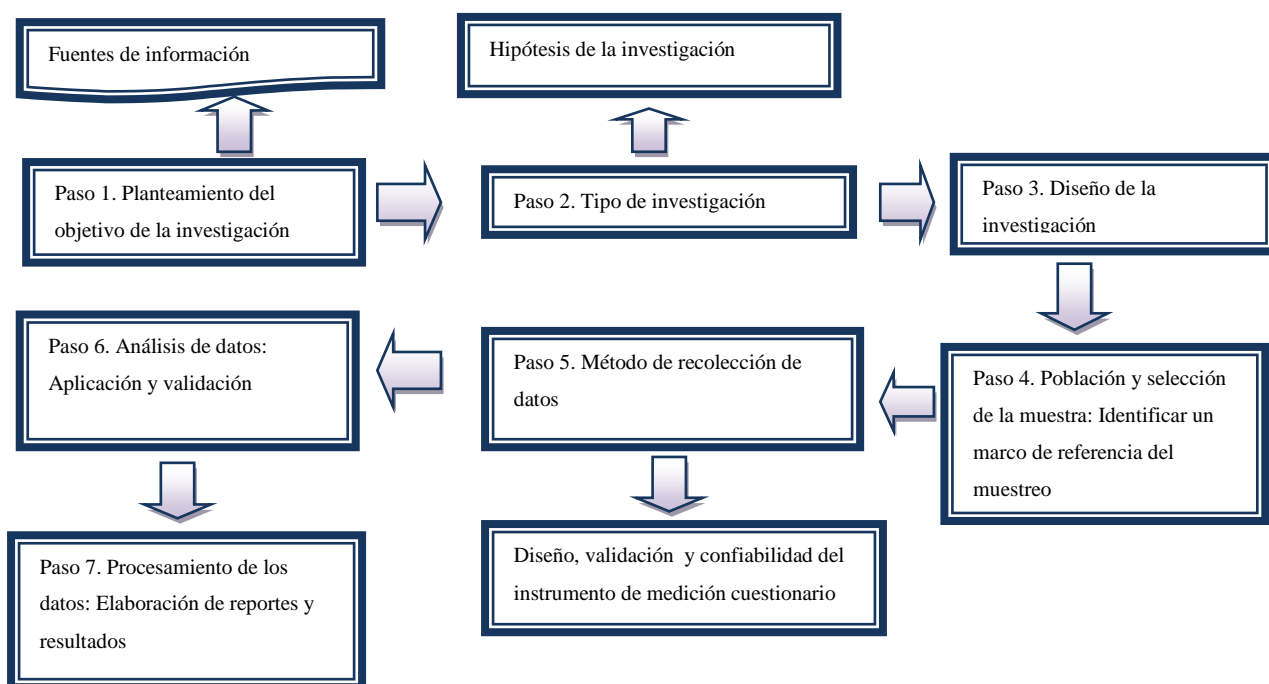 Fuentes de información
Hipótesis de la investigación
Paso 1. Planteamiento del
objetivo de la investigación
Paso 2. Tipo de investigación
Paso 3. Diseño de la
investigación
Paso 4. Población y selección
de la muestra: Identificar un
marco de referencia del
muestreo
Paso 5. Método de recolección de
datos
Paso 6. Análisis de datos:
Aplicación y validación
Diseño, validación y confiabilidad del
instrumento de medición cuestionario
Paso 7. Procesamiento de los
datos: Elaboración de reportes y
resultados